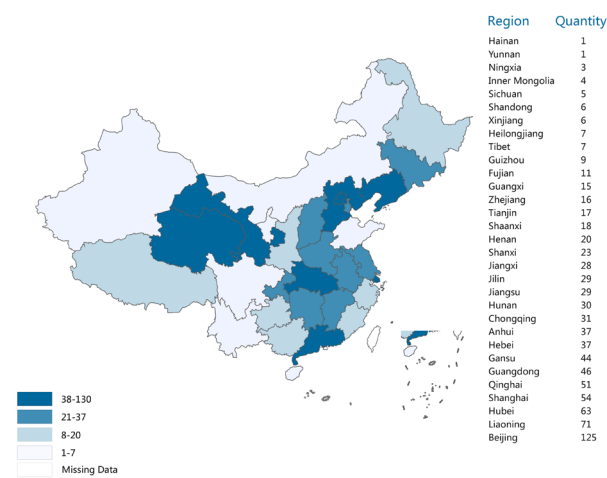 Region Quantity
Hainan 1
Yunnan 1
Ningxia 3
Inner Mongolia 4
Sichuan 5
Shandong 6
Xinjiang 6
Heilongjiang 7
Tibet 7
Guizhou 9
Fujian 11
Guangxi 15
Zhejiang 16
Tianjin 17
Shaanxi 18
Henan 20
Shanxi 23
Jiangxi 28
Jilin 29
Jiangsu 29
Hunan 30
Chongqing 31
Anhui 37
Hebei 37
Gansu 44
Guangdong 46
Qinghai 51
Shanghai 54
Hubei 63
Liaoning 71
Beijing 125
38-130
21-37
8-20
1-7
Missing Data